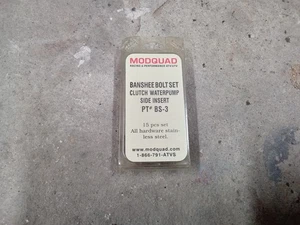 MODQUAD
BANSHEE BOLT SET
CLUTCH WATERPUMP
SIDE INSERT
PT# BS-3
15 pcs set
All hardware stain-
less steel.
www.modquad.com
1-866-791-ATVS